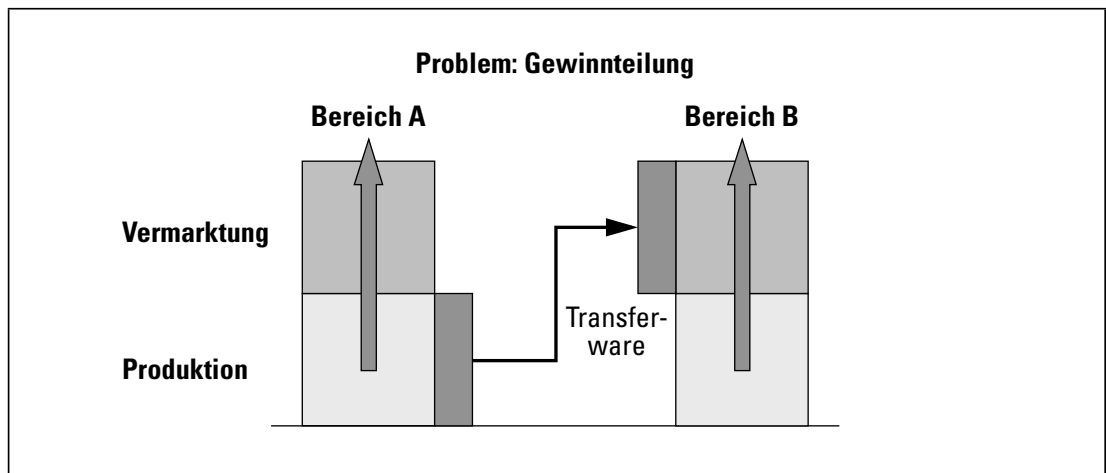 Problem: Gewinnteilung
Bereich A
Bereich B
Vermarktung
Transfer-
ware
Produktion